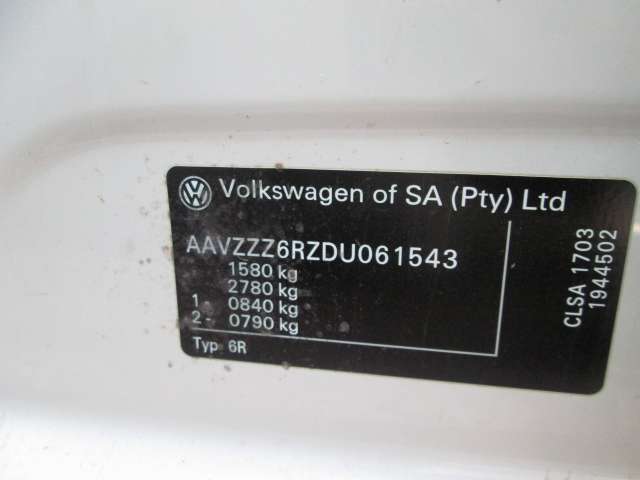 Volkswagen of SA (Pty) Ltd
AAVZZZ6RZDU061543
1580 kg
2780 kg
1 - 0840 kg
2 - 0790 kg
Typ 6R
CLSA 1703
1944502